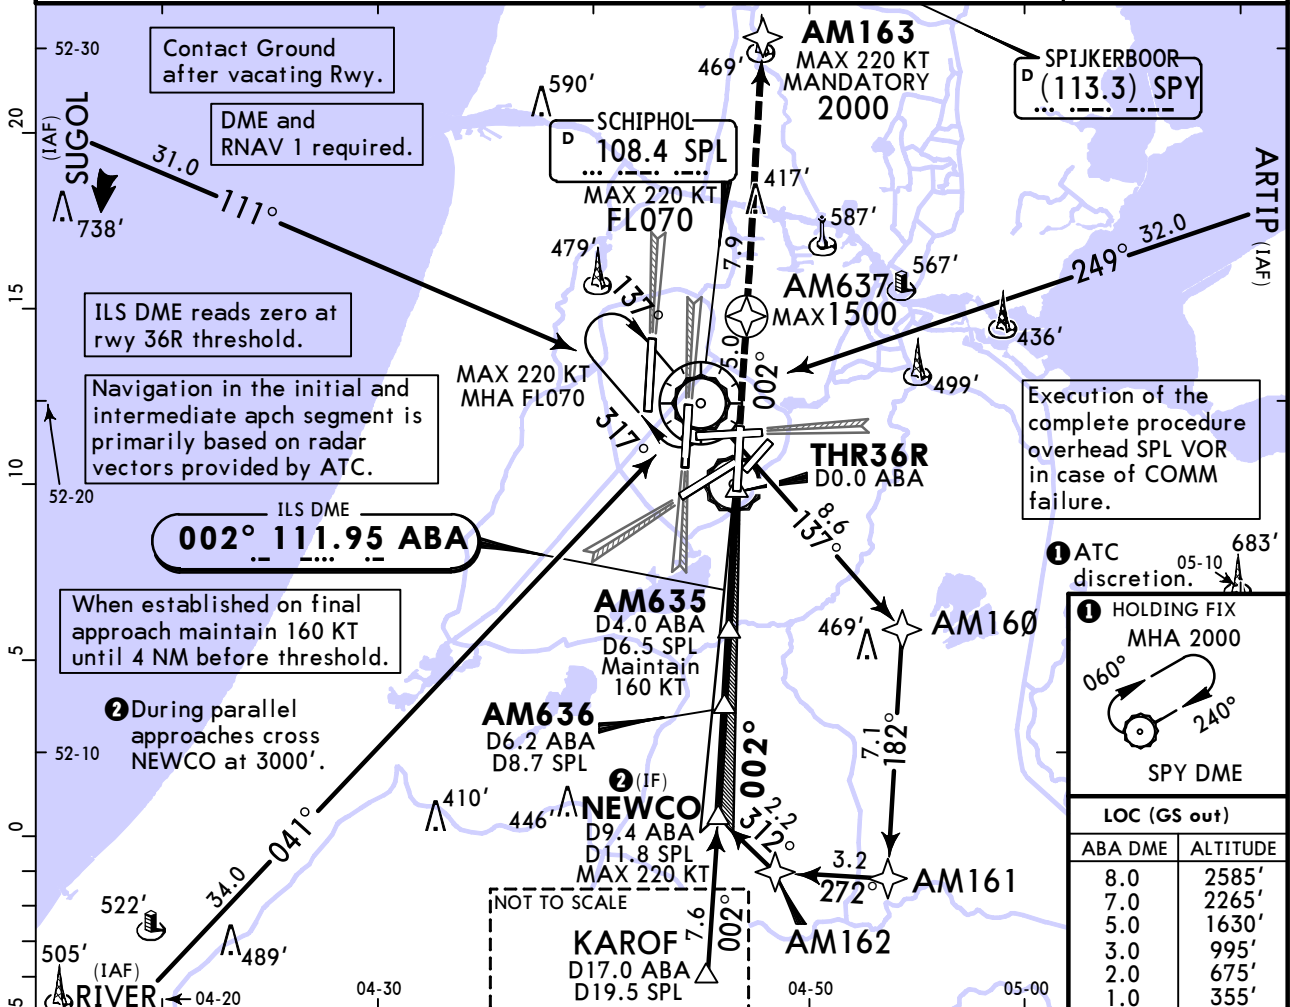 52-30
Contact Ground
after vacating Rwy.
590'
469'
AM163
MAX 220 KT
MANDATORY
2000
SPIJKERBOOR
D (113.3) SPY
20
SUGOL
(IAF)
DME and
RNAV 1 required.
31.0
111°
738'
SCHIPHOL
D 108.4 SPL
MAX 220 KT
FL070
417'
587'
ARTIP
(IAF)
32.0
249°
479'
137°
7.9
AM637
MAX 1500
567'
15
ILS DME reads zero at
rwy 36R threshold.
5.0
002°
436'
499'
MAX 220 KT
MHA FL070
317°
Navigation in the initial and
intermediate apch segment is
primarily based on radar
vectors provided by ATC.
Execution of the
complete procedure
overhead SPL VOR
in case of COMM
failure.
52-20
10
THR36R
D0.0 ABA
ILS DME
002° 111.95 ABA
8.6
137°
683'
05-10
1 ATC
discretion.
When established on final
approach maintain 160 KT
until 4 NM before threshold.
AM635
D4.0 ABA
D6.5 SPL
Maintain
160 KT
469'
AM160
1 HOLDING FIX
MHA 2000
060°
240°
SPY DME
5
2 During parallel
approaches cross
NEWCO at 3000'.
AM636
D6.2 ABA
D8.7 SPL
002°
7.1
182°
52-10
410'
446'
2 (IF)
NEWCO
D9.4 ABA
D11.8 SPL
MAX 220 KT
2.2
312°
3.2
272°
AM161
AM162
LOC (GS out)
ABA DME ALTITUDE
8.0 2585'
7.0 2265'
5.0 1630'
3.0 995'
2.0 675'
1.0 355'
0
041°
34.0
522'
489'
505'
(IAF)
RIVER
04-20
04-30
NOT TO SCALE
KAROF
D17.0 ABA
D19.5 SPL
7.6
002°
04-50
05-00
5